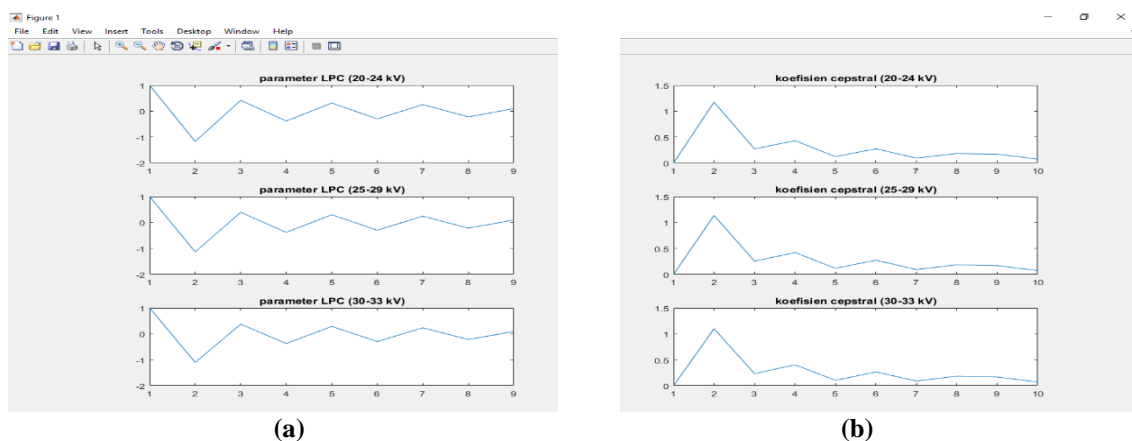 Figure 1
File Edit View Insert Tools Desktop Window Help
parameter LPC (20-24 kV)
1
0
-1
-2
1 2 3 4 5 6 7 8 9
parameter LPC (25-29 kV)
1
0
-1
-2
1 2 3 4 5 6 7 8 9
parameter LPC (30-33 kV)
1
0
-1
-2
1 2 3 4 5 6 7 8 9
(a)
koefisien cepstral (20-24 kV)
1.5
1
0.5
0
1 2 3 4 5 6 7 8 9 10
koefisien cepstral (25-29 kV)
1.5
1
0.5
0
1 2 3 4 5 6 7 8 9 10
koefisien cepstral (30-33 kV)
1.5
1
0.5
0
1 2 3 4 5 6 7 8 9 10
(b)